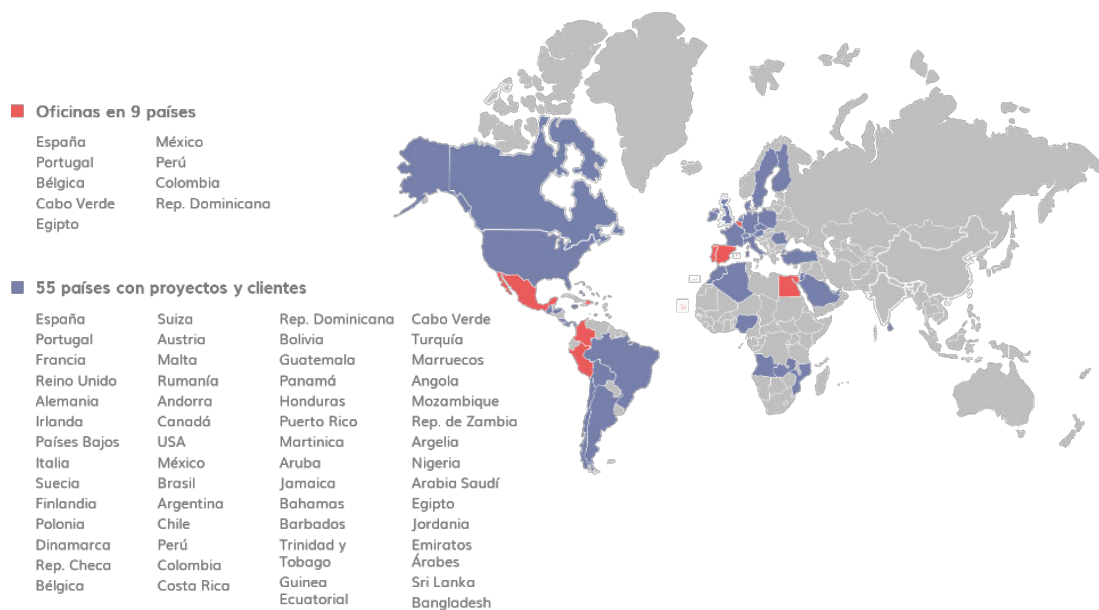 Oficinas en 9 países
España
Portugal
Bélgica
Cabo Verde
Egipto
México
Perú
Colombia
Rep. Dominicana
55 países con proyectos y clientes
España
Portugal
Francia
Reino Unido
Alemania
Irlanda
Países Bajos
Italia
Suecia
Finlandia
Polonia
Dinamarca
Rep. Checa
Bélgica
Suiza
Austria
Malta
Rumanía
Andorra
Canadá
USA
México
Brasil
Argentina
Chile
Perú
Colombia
Costa Rica
Rep. Dominicana
Bolivia
Guatemala
Panamá
Honduras
Puerto Rico
Martinica
Aruba
Jamaica
Bahamas
Barbados
Trinidad y
Tobago
Guinea
Ecuatorial
Cabo Verde
Turquía
Marruecos
Angola
Mozambique
Rep. de Zambia
Argelia
Nigeria
Arabia Saudí
Egipto
Jordania
Emiratos
Árabes
Sri Lanka
Bangladesh